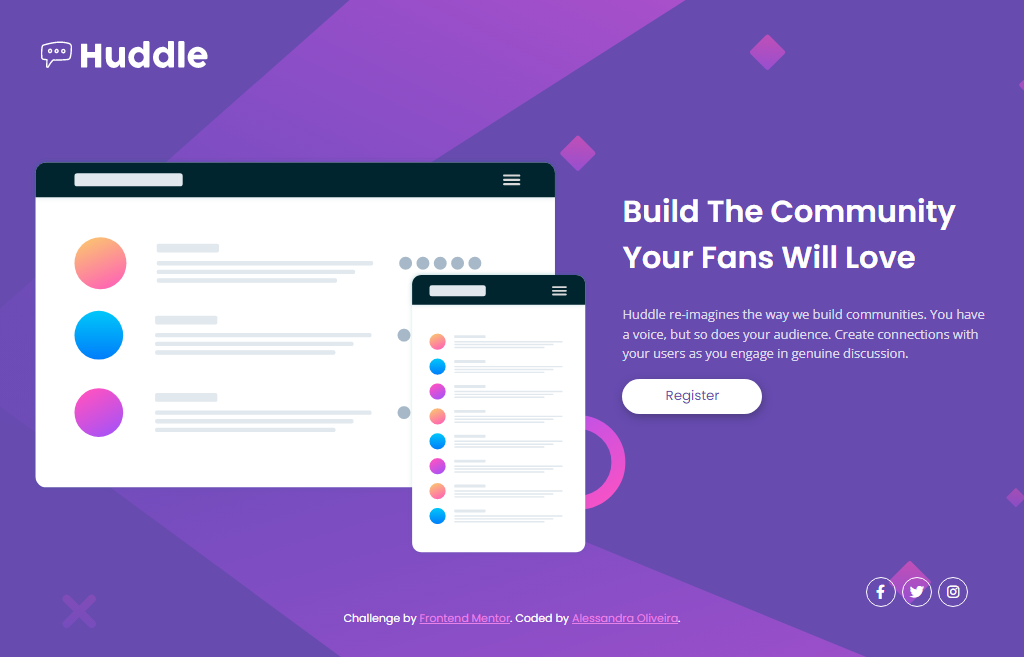 Huddle
Build The Community
Your Fans Will Love
Huddle re-imagines the way we build communities. You have
a voice, but so does your audience. Create connections with
your users as you engage in genuine discussion.
Register
Challenge by Frontend Mentor. Coded by Alessandra Oliveira.